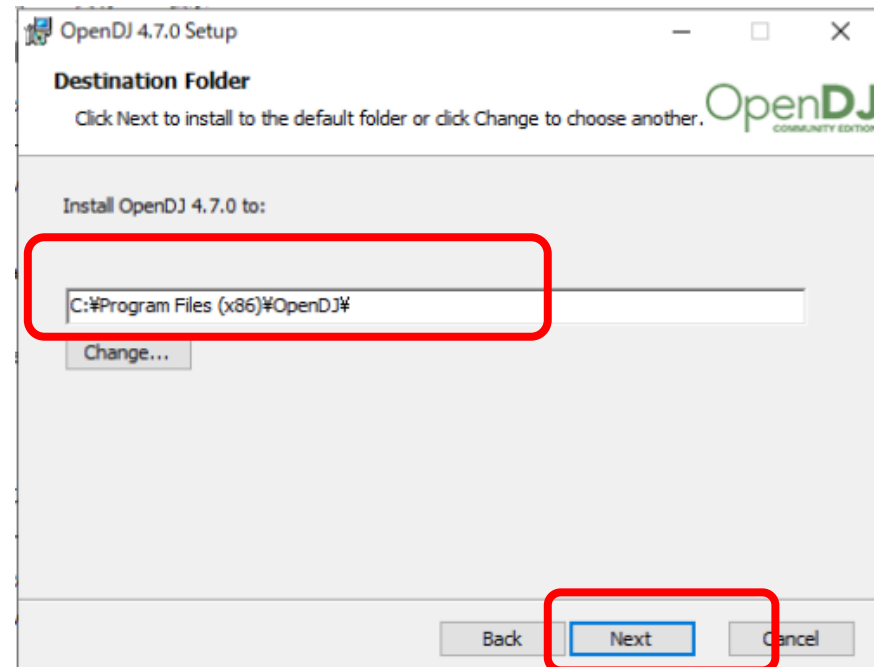 OpenDJ 4.7.0 Setup
Destination Folder
Click Next to install to the default folder or click Change to choose another.
OpenDJ
COMMUNITY EDITION
Install OpenDJ 4.7.0 to:
C:¥Program Files (x86)¥OpenDJ¥
Change...
Back
Next
Cancel